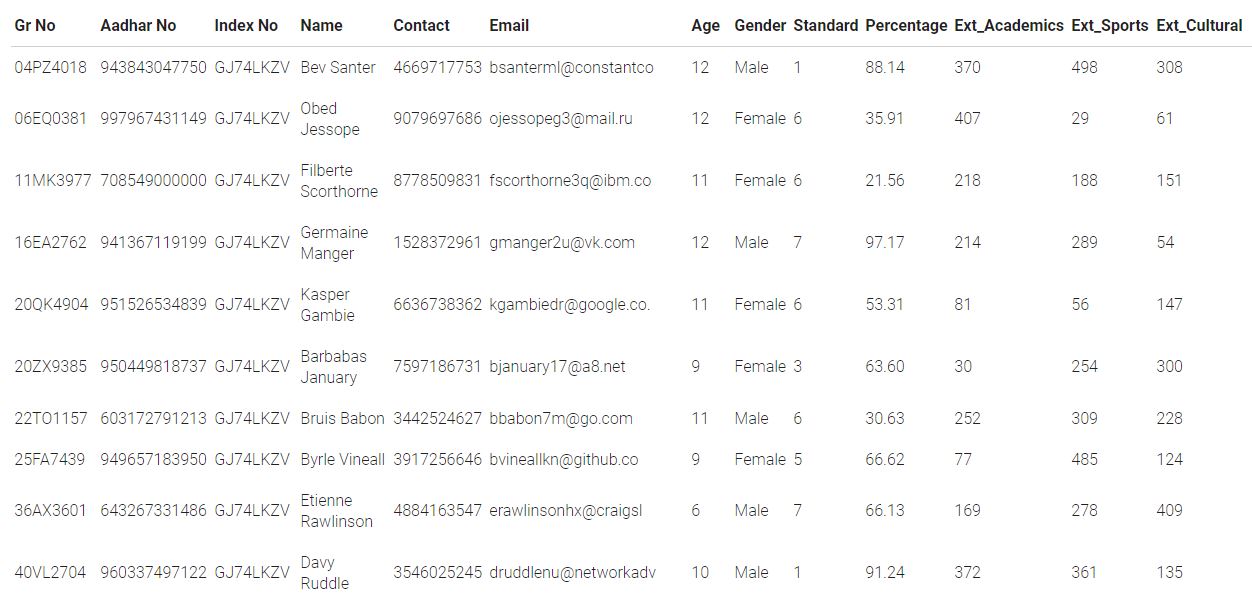 Gr No Aadhar No Index No Name Contact Email Age Gender Standard Percentage Ext_Academics Ext_Sports Ext_Cultural
04PZ4018 943843047750 GJ74LKZV Bev Santer 4669717753 bsanterml@constantco 12 Male 1 88.14 370 498 308
06EQ0381 997967431149 GJ74LKZV Obed Jessope 9079697686 ojessopeg3@mail.ru 12 Female 6 35.91 407 29 61
11MK3977 708549000000 GJ74LKZV Filberte Scorthorne 8778509831 fscorthorne3q@ibm.co 11 Female 6 21.56 218 188 151
16EA2762 941367119199 GJ74LKZV Germaine Manger 1528372961 gmanger2u@vk.com 12 Male 7 97.17 214 289 54
20QK4904 951526534839 GJ74LKZV Kasper Gambie 6636738362 kgambiedr@google.co. 11 Female 6 53.31 81 56 147
20ZX9385 950449818737 GJ74LKZV Barbabas January 7597186731 bjanuary17@a8.net 9 Female 3 63.60 30 254 300
22TO1157 603172791213 GJ74LKZV Bruis Babon 3442524627 bbabon7m@go.com 11 Male 6 30.63 252 309 228
25FA7439 949657183950 GJ74LKZV Byrle Vineall 3917256646 bvineallkn@github.co 9 Female 5 66.62 77 485 124
36AX3601 643267331486 GJ74LKZV Etienne Rawlinson 4884163547 erawlinsonhx@craigsl 6 Male 7 66.13 169 278 409
40VL2704 960337497122 GJ74LKZV Davy Ruddle 3546025245 druddlenu@networkadv 10 Male 1 91.24 372 361 135